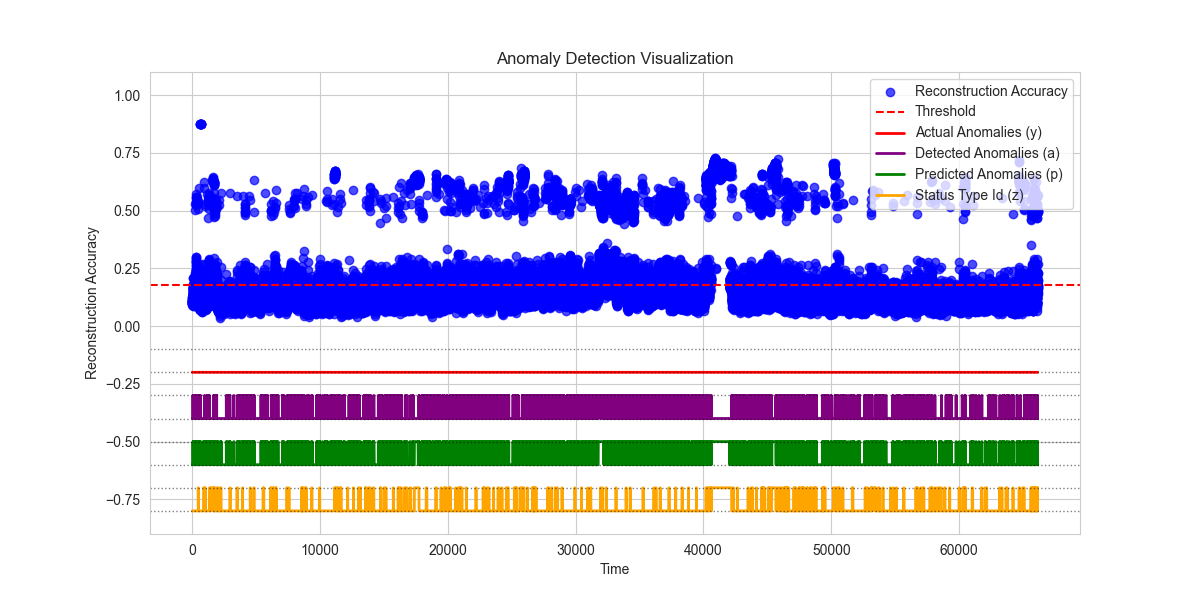 Anomaly Detection Visualization
Reconstruction Accuracy
1.00
0.75
0.50
0.25
0.00
−0.25
−0.50
−0.75
0
10000
20000
30000
40000
50000
60000
Time
Reconstruction Accuracy
Threshold
Actual Anomalies (y)
Detected Anomalies (a)
Predicted Anomalies (p)
Status Type Id (z)